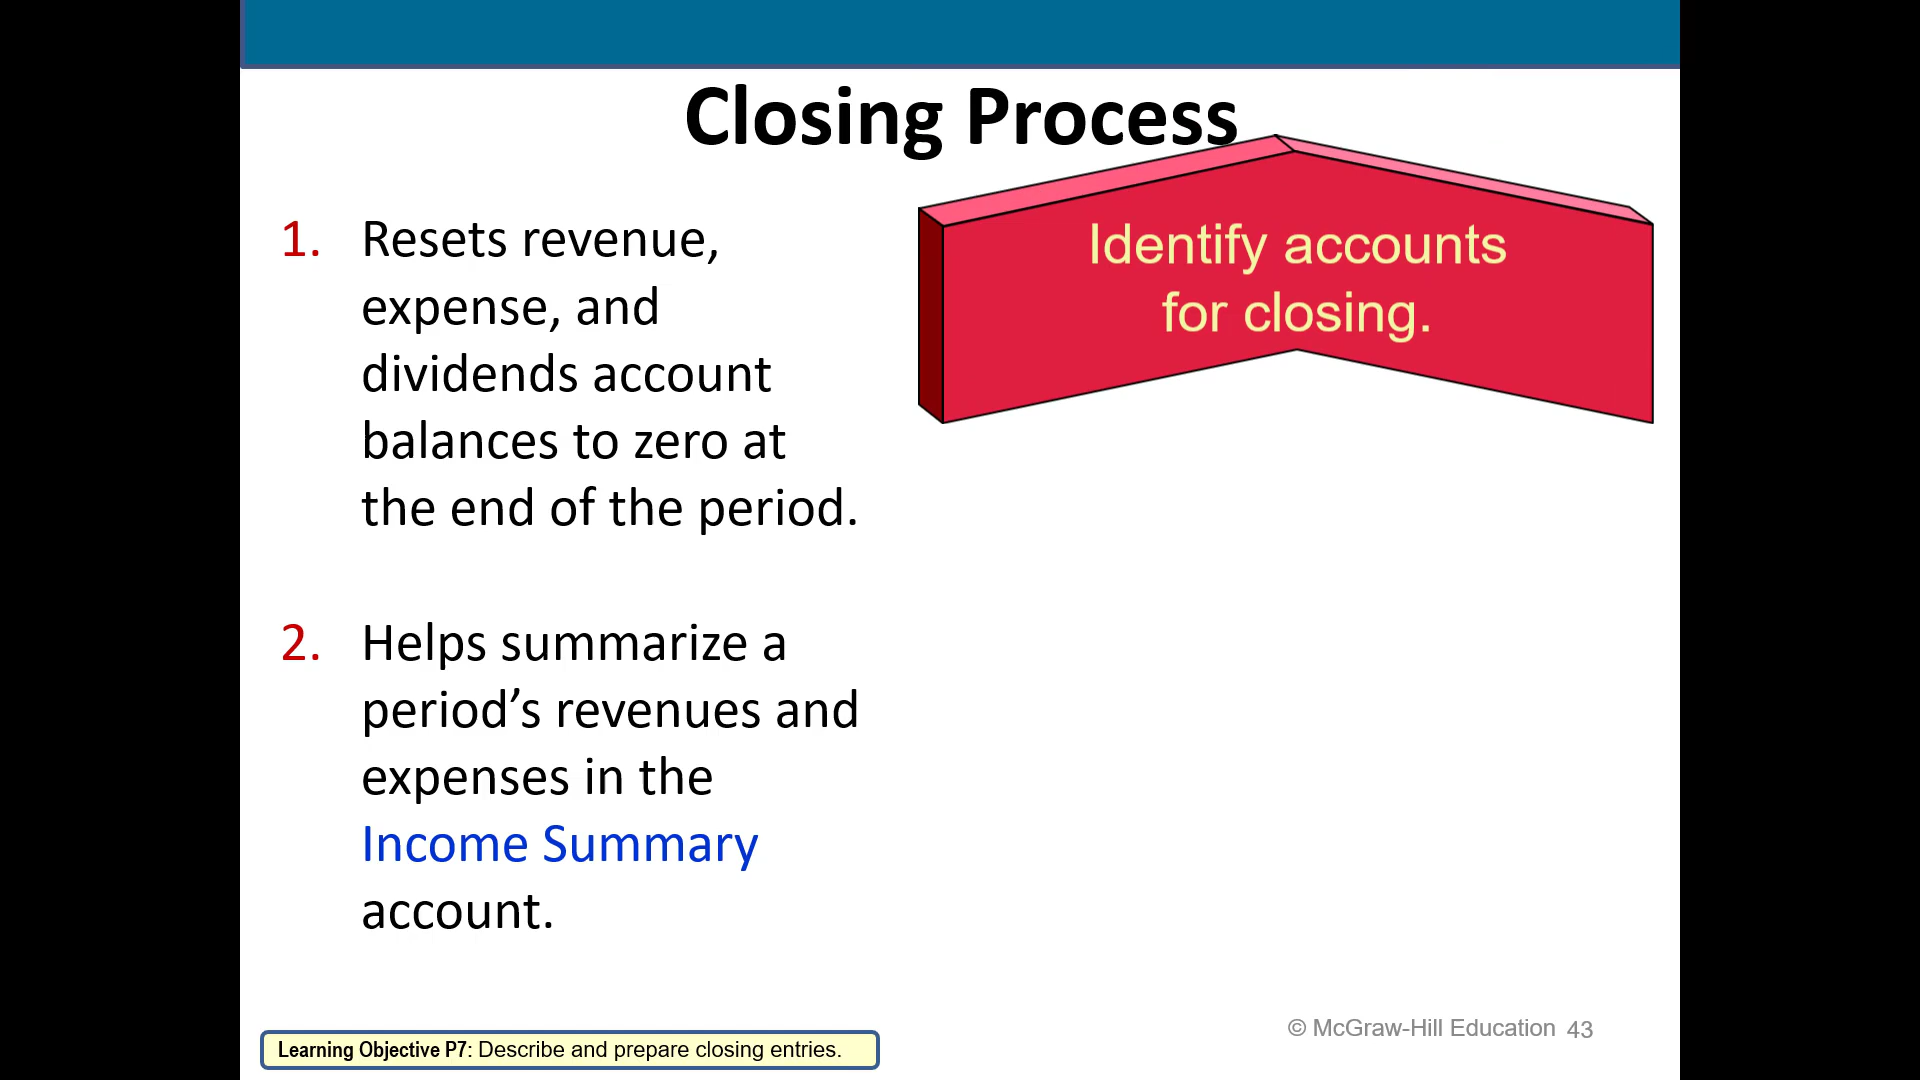 Closing Process
1. Resets revenue,
expense, and
dividends account
balances to zero at
the end of the period.
2. Helps summarize a
period’s revenues and
expenses in the
Income Summary
account.
Identify accounts
for closing.
Learning Objective P7: Describe and prepare closing entries.
© McGraw-Hill Education 43